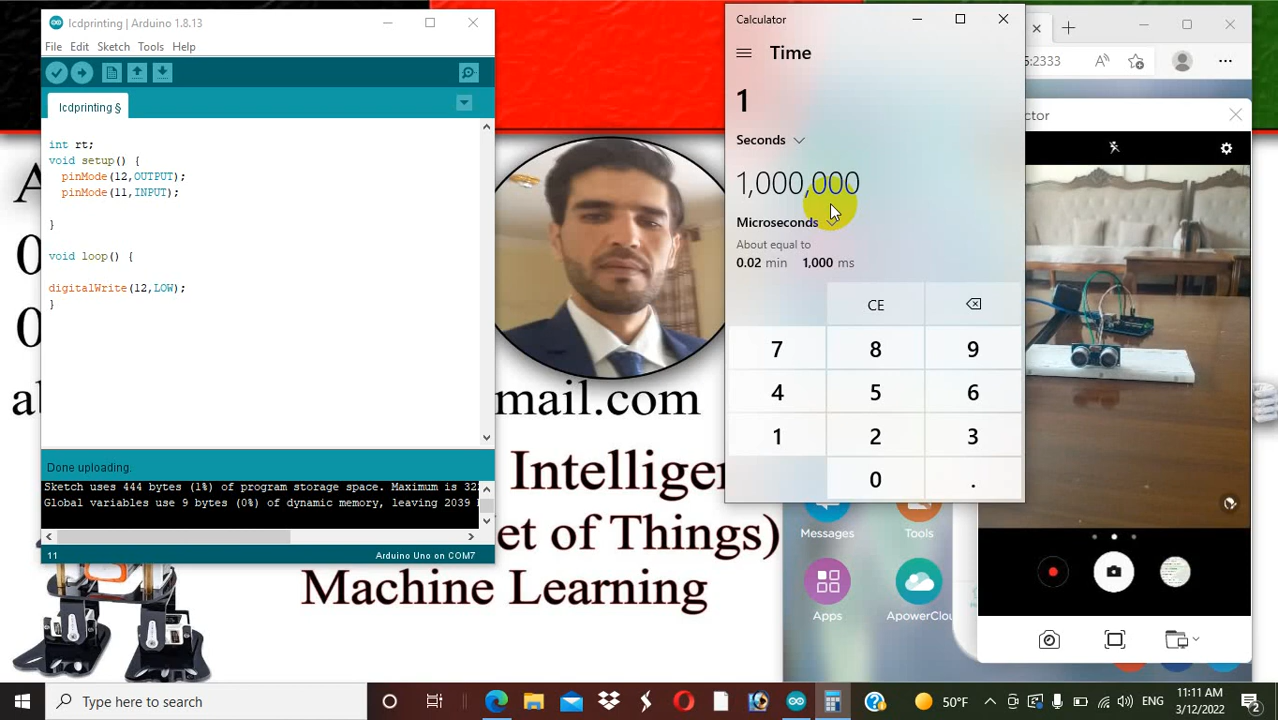 lcdprinting | Arduino 1.8.13
File Edit Sketch Tools Help
lcdprinting §
int rt;
void setup() {
pinMode(12,OUTPUT);
pinMode(11,INPUT);
}
void loop() {
digitalWrite(12,LOW);
}
Done uploading.
Sketch uses 444 bytes (1%) of program storage space. Maximum is
Global variables use 9 bytes (0%) of dynamic memory, leaving 2039
11
Arduino Uno on COM7
Calculator
Time
1
Seconds
1,000,000
Microseconds
About equal to
0.02 min 1,000 ms
CE
7 8 9
4 5 6
1 2 3
0 .
:2333
ctor
mail.com
Intelligen
et of Things)
Machine Learning
Messages
Tools
Apps
ApowerClou
Type here to search
50°F
ENG
11:11 AM
3/12/2022
2